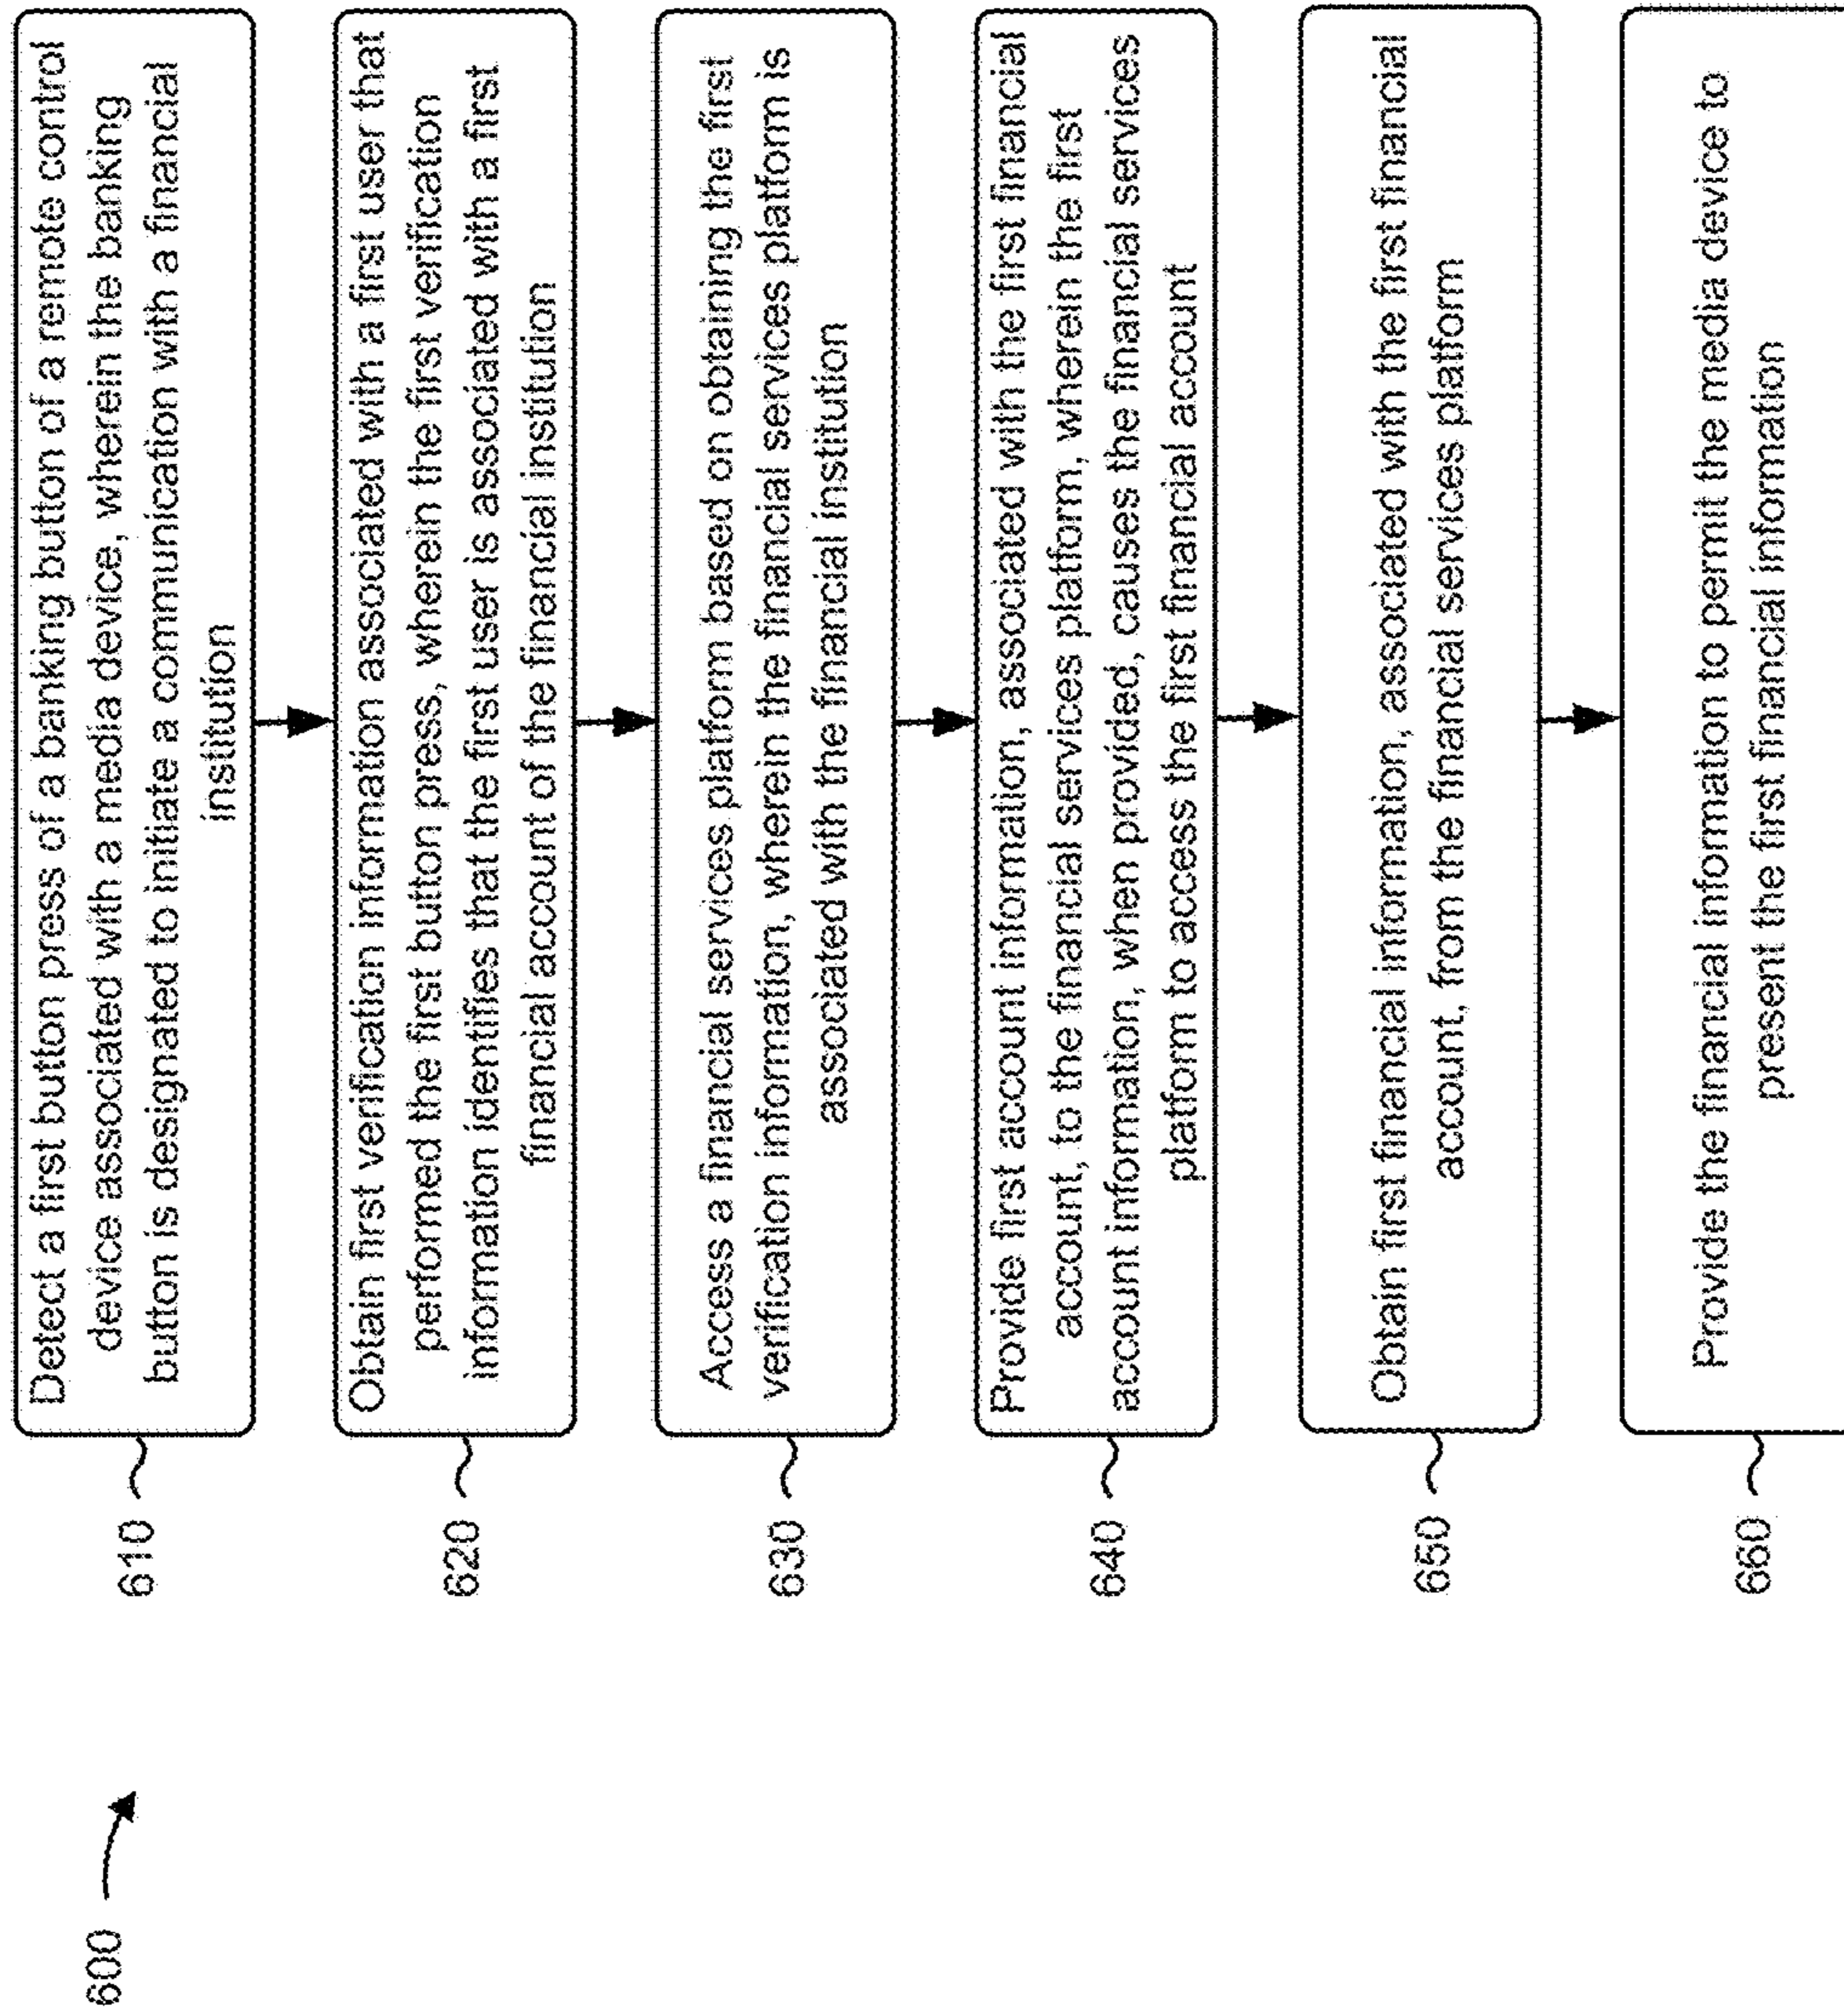 600
610
Detect a first button press of a banking button of a remote control
device associated with a media device, wherein the banking
button is designated to initiate a communication with a financial
institution
620
Obtain first verification information associated with a first user that
performed the first button press, wherein the first verification
information identifies that the first user is associated with a first
financial account of the financial institution
630
Access a financial services platform based on obtaining the first
verification information, wherein the financial services platform is
associated with the financial institution
640
Provide first account information, associated with the first financial
account, to the financial services platform, wherein the first
account information, when provided, causes the financial services
platform to access the first financial account
650
Obtain first financial information, associated with the first financial
account, from the financial services platform
660
Provide the financial information to permit the media device to
present the first financial information